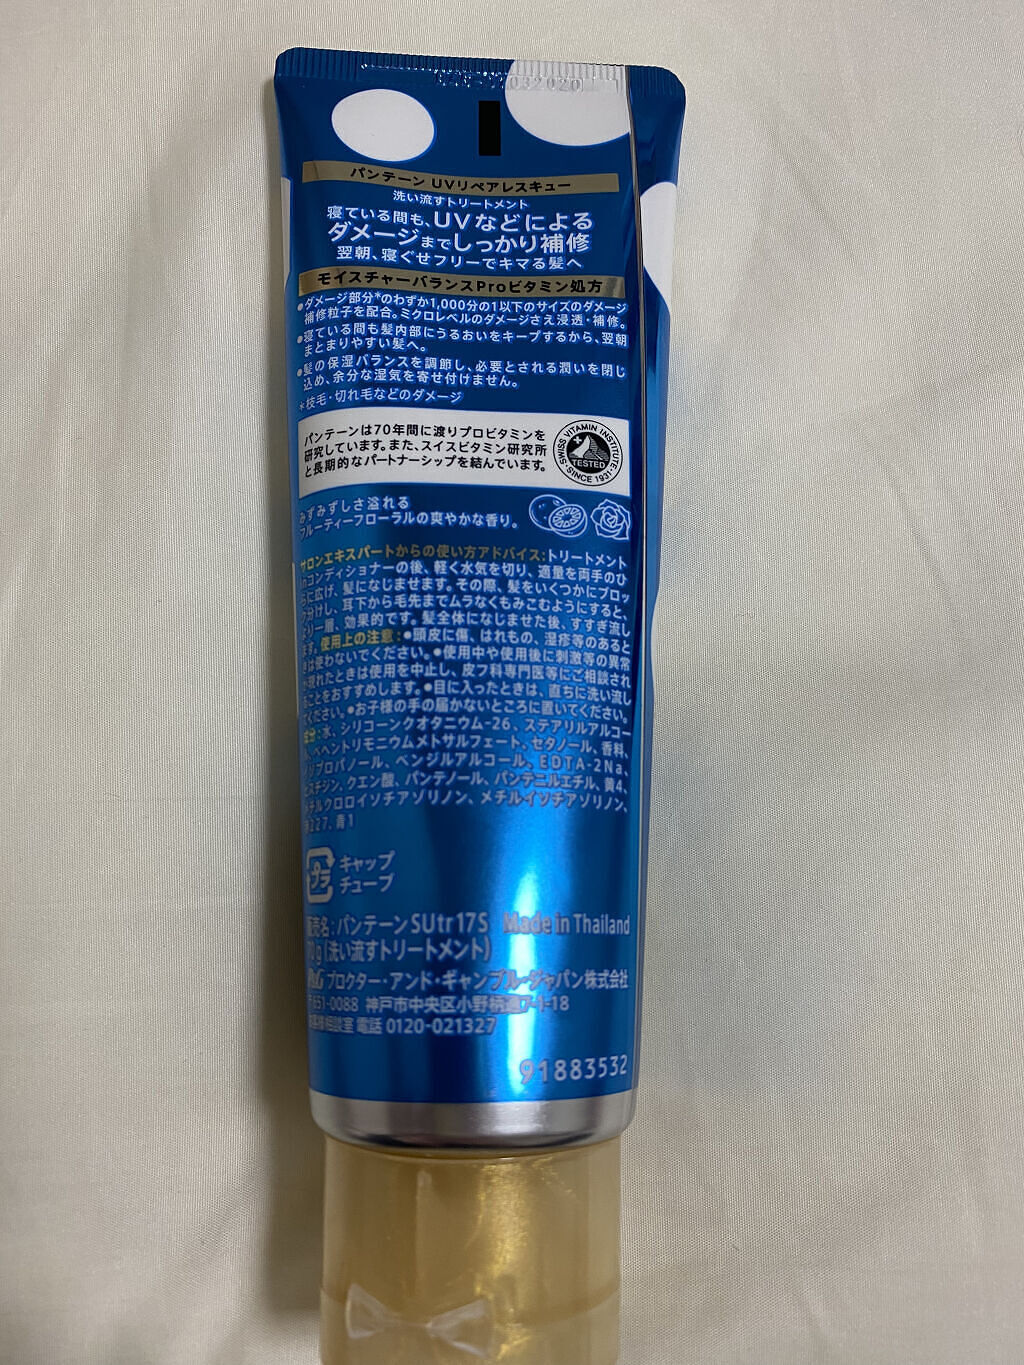 032020
パンテーン UVリペアレスキュー
洗い流すトリートメント
寝ている間も、UVなどによる
ダメージまでしっかり補修
翌朝、寝ぐせフリーでキマる髪へ
モイスチャーバランスProビタミン処方
●ダメージ部分*のわずか1,000分の1以下のサイズのダメージ
補修粒子を配合。ミクロレベルのダメージさえ浸透・補修。
●寝ている間も髪内部にうるおいをキープするから、翌朝
まとまりやすい髪へ。
●髪の保湿バランスを調節し、必要とされる潤いを閉じ
込め、余分な湿気を寄せ付けません。
*枝毛・切れ毛などのダメージ
パンテーンは70年間に渡りプロビタミンを
研究しています。また、スイスビタミン研究所
と長期的なパートナーシップを結んでいます。
SWISS VITAMIN INSTITUTE
TESTED
SINCE 1931
みずみずしさ溢れる
フルーティーフローラルの爽やかな香り。
サロンエキスパートからの使い方アドバイス:トリートメント
inコンディショナーの後、軽く水気を切り、適量を両手のひ
らに広げ、髪になじませます。その際、髪をいくつかにブロッ
ク分けし、耳下から毛先までムラなくもみこむようにすると、
より一層、効果的です。髪全体になじませた後、すすぎ流し
ます。使用上の注意:●頭皮に傷、はれもの、湿疹等のあると
きは使わないでください。●使用中や使用後に刺激等の異常
が現れたときは使用を中止し、皮フ科専門医等にご相談され
ることをおすすめします。●目に入ったときは、直ちに洗い流し
てください。●お子様の手の届かないところに置いてください。
成分:水、シリコーンクオタニウム-26、ステアリルアルコー
ル、ベヘントリモニウムメトサルフェート、セタノール、香料、
イソプロパノール、ベンジルアルコール、EDTA-2Na、
ヒスチジン、クエン酸、パンテノール、パンテニルエチル、黄4、
メチルクロロイソチアゾリノン、メチルイソチアゾリノン、
227、青1
プラ
キャップ
チューブ
販売名:パンテーンSUtr17S Made in Thailand
70g (洗い流すトリートメント)
P&G プロクター・アンド・ギャンブル・ジャパン株式会社
〒651-0088 神戸市中央区小野柄通7-1-18
お客様相談室 電話 0120-021327
91883532